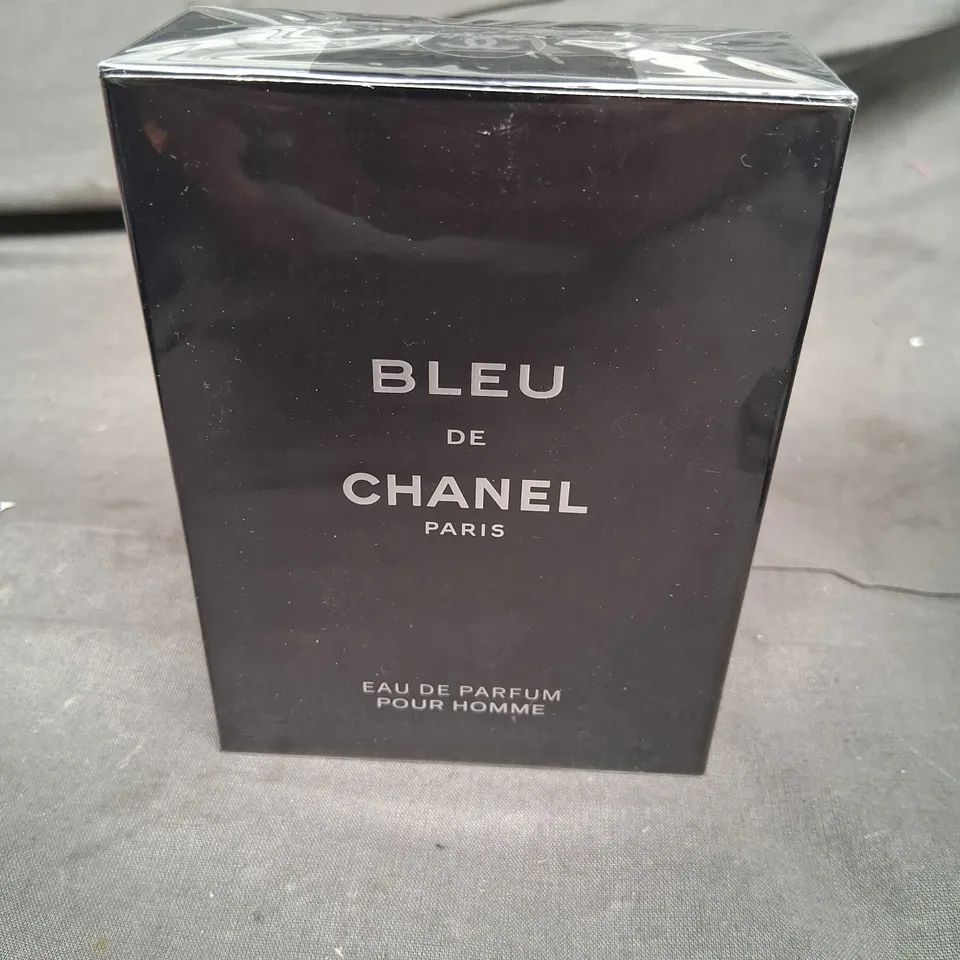 BLEU
DE
CHANEL
PARIS
EAU DE PARFUM
POUR HOMME